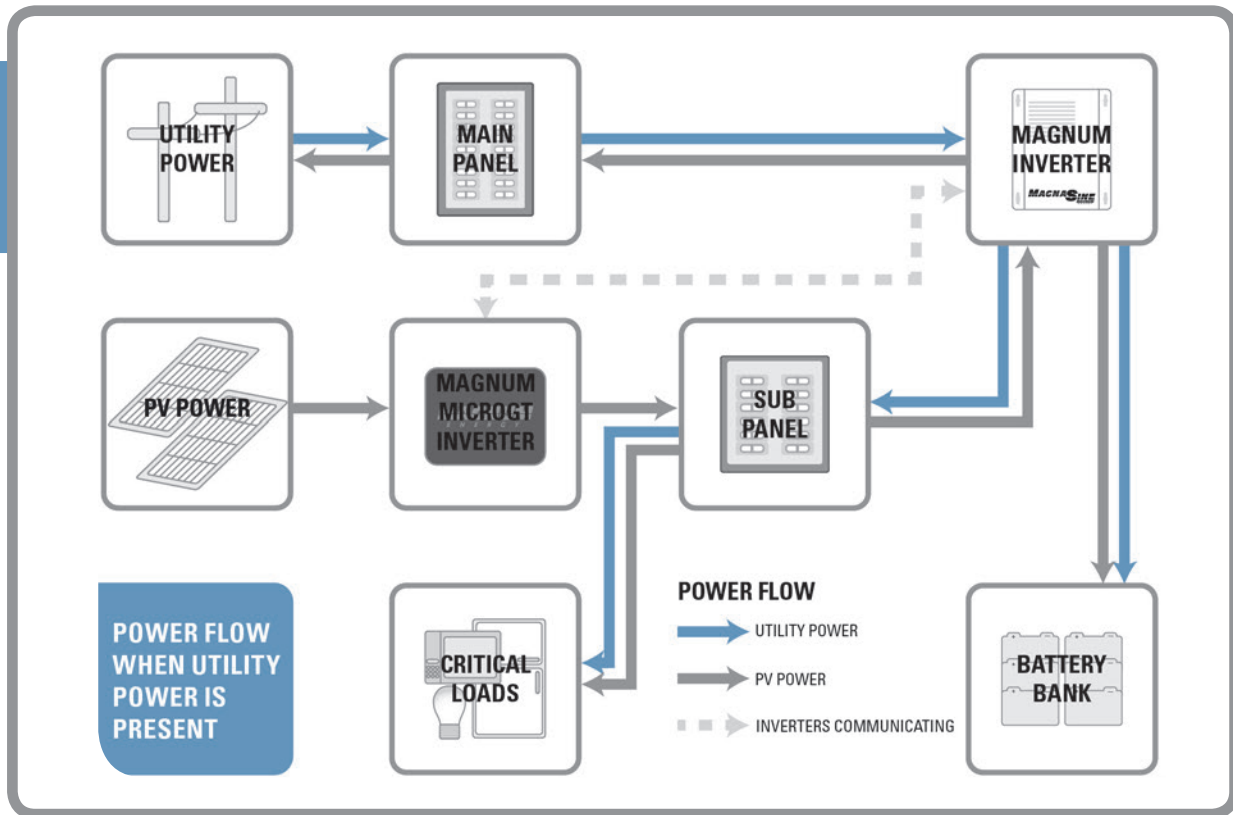 UTILITY
POWER
MAIN
PANEL
MAGNUM
INVERTER
MAGNASINE
PV POWER
MAGNUM
MICROGT
INVERTER
ENERGY
SUB
PANEL
POWER FLOW
WHEN UTILITY
POWER IS
PRESENT
CRITICAL
LOADS
POWER FLOW
UTILITY POWER
PV POWER
INVERTERS COMMUNICATING
BATTERY
BANK